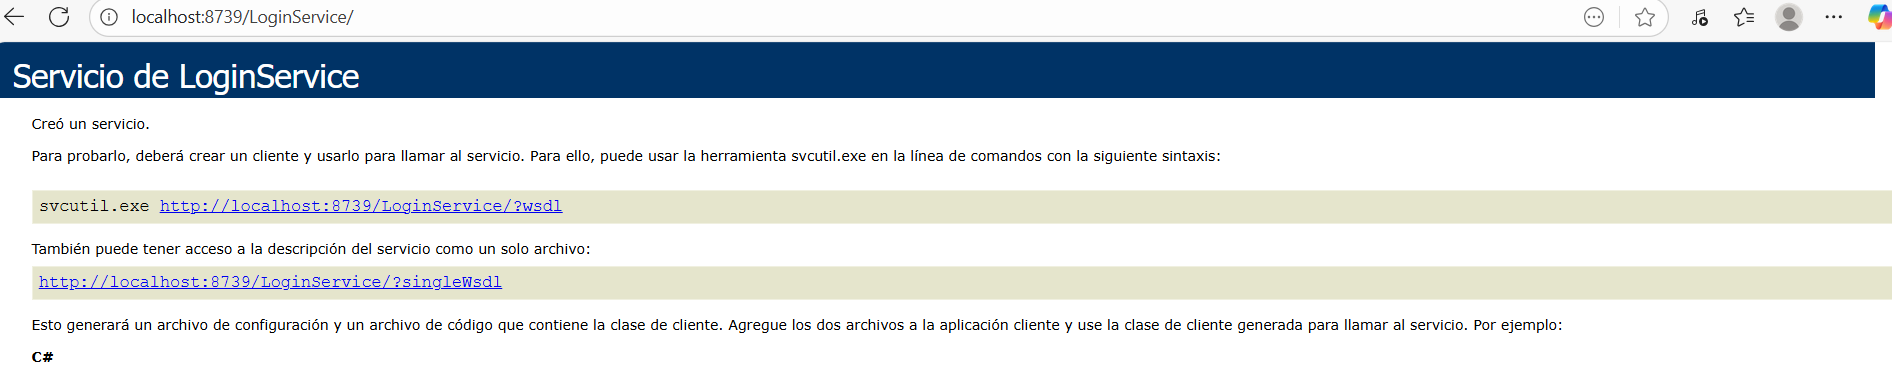 localhost:8739/LoginService/
Servicio de LoginService
Creó un servicio.
Para probarlo, deberá crear un cliente y usarlo para llamar al servicio. Para ello, puede usar la herramienta svcutil.exe en la línea de comandos con la siguiente sintaxis:
svcutil.exe http://localhost:8739/LoginService/?wsdl
También puede tener acceso a la descripción del servicio como un solo archivo:
http://localhost:8739/LoginService/?singleWsdl
Esto generará un archivo de configuración y un archivo de código que contiene la clase de cliente. Agregue los dos archivos a la aplicación cliente y use la clase de cliente generada para llamar al servicio. Por ejemplo:
C#